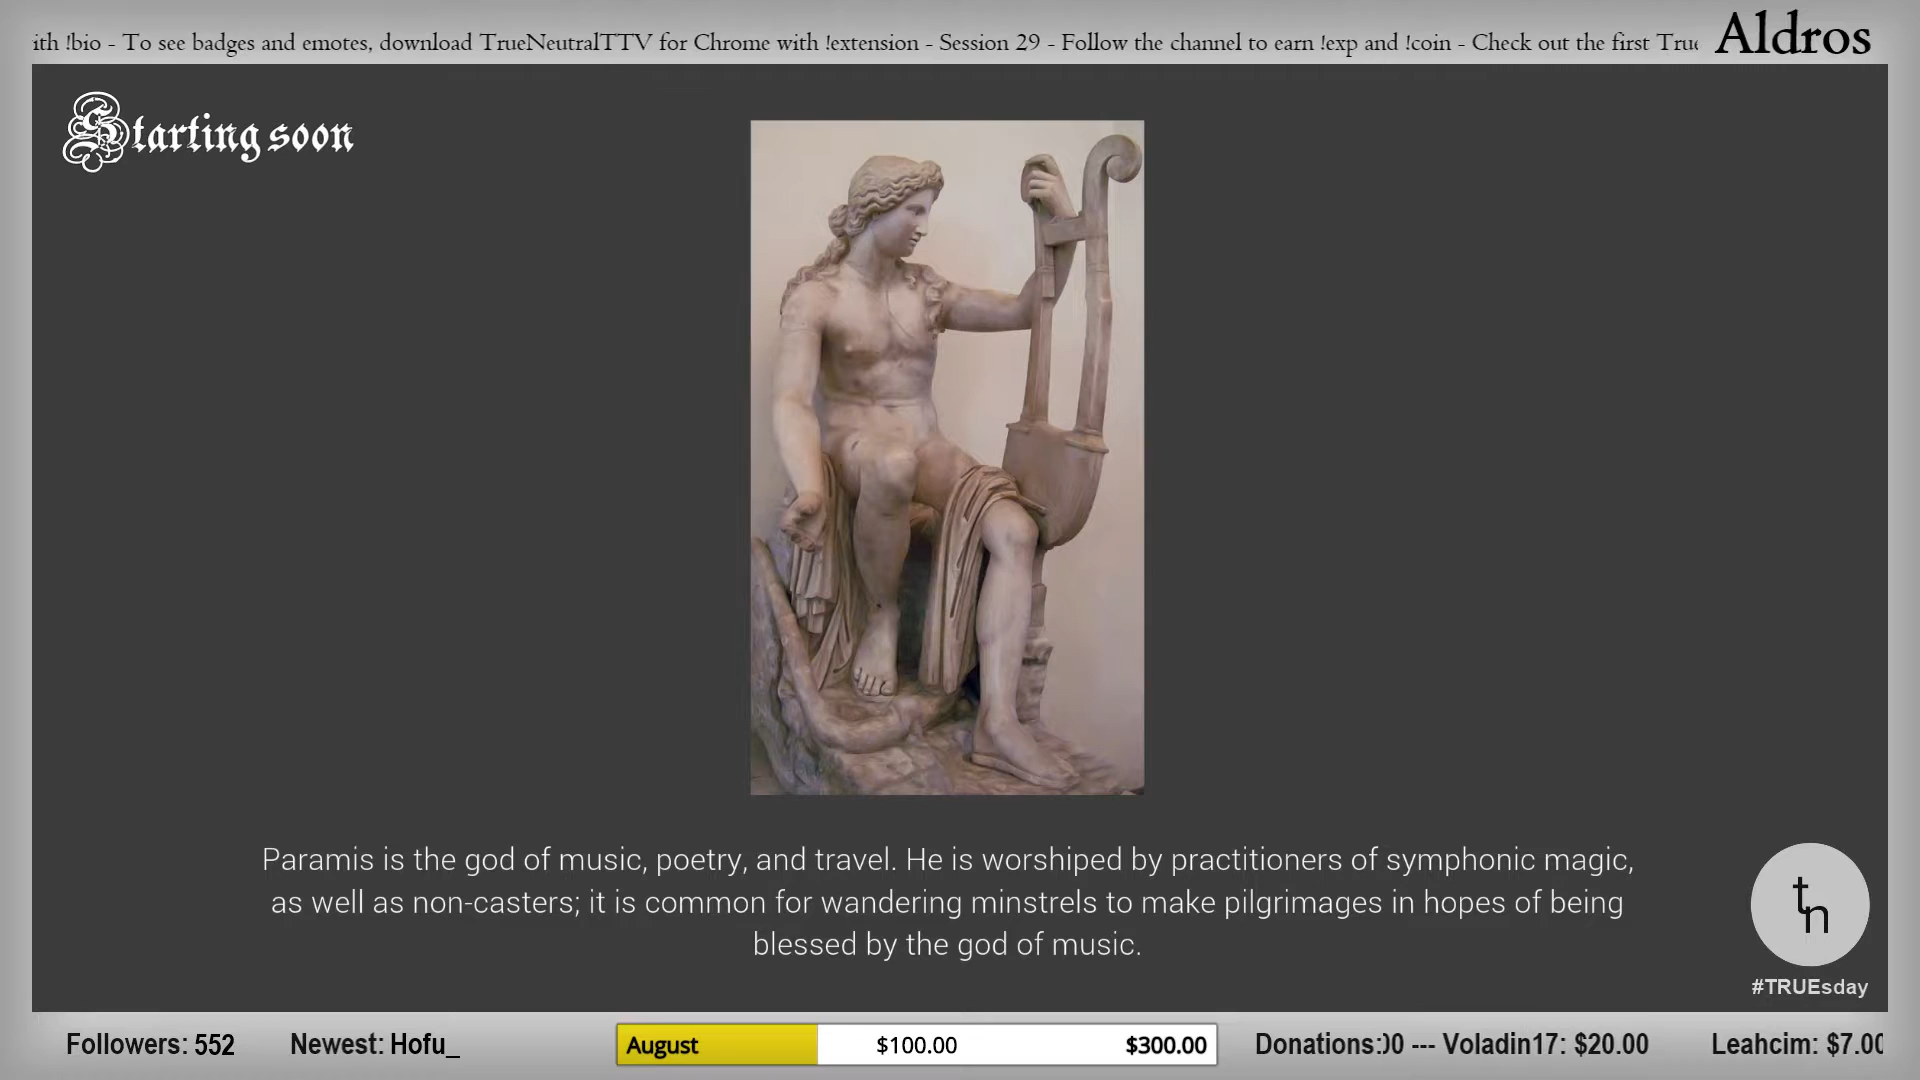 ith !bio - To see badges and emotes, download TrueNeutralTTV for Chrome with !extension - Session 29 - Follow the channel to earn !exp and !coin - Check out the first True
Aldros
Starting soon
Paramis is the god of music, poetry, and travel. He is worshiped by practitioners of symphonic magic,
as well as non-casters; it is common for wandering minstrels to make pilgrimages in hopes of being
blessed by the god of music.
tn
#TRUEsday
Followers: 552 Newest: Hofu_ August $100.00 $300.00 Donations:00 --- Voladin17: $20.00 Leahcim: $7.00